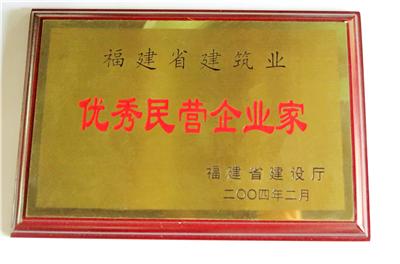 福建省建筑业
优秀民营企业家
福建省建设厅
二〇〇四年二月